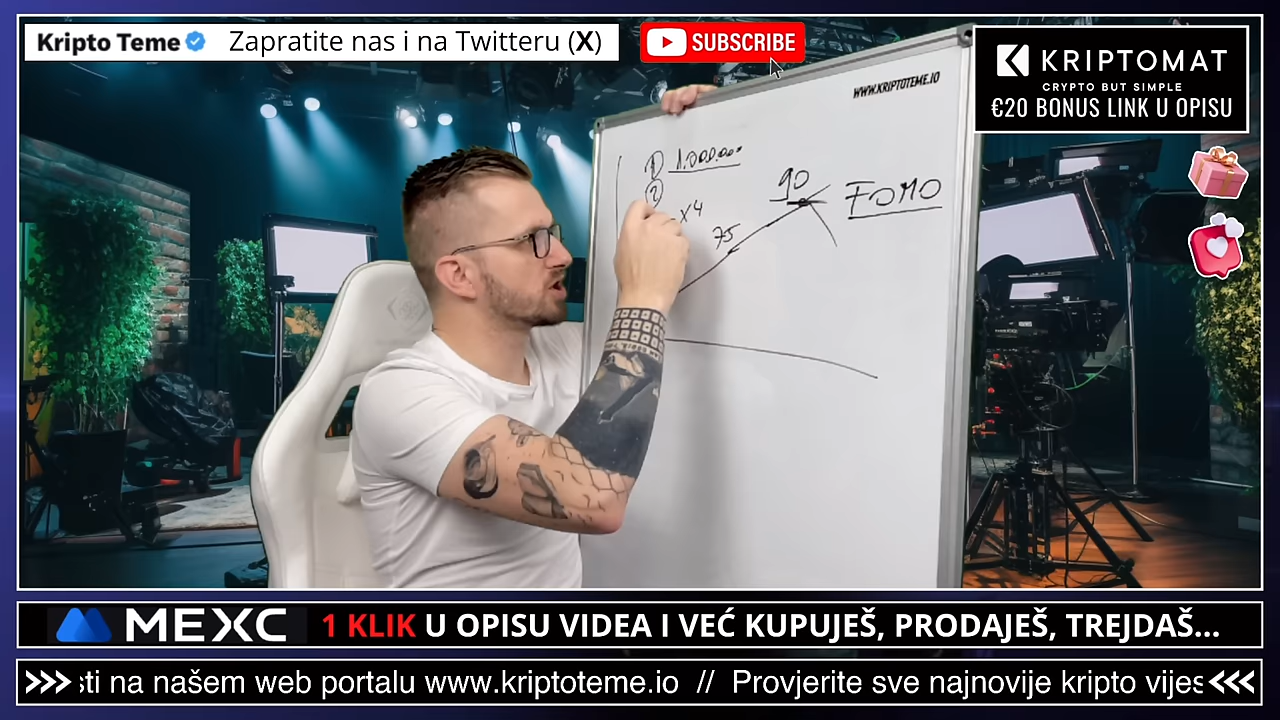 Kripto Teme
Zapratite nas i na Twitteru (X)
SUBSCRIBE
KRIPTOMAT
CRYPTO BUT SIMPLE
€20 BONUS LINK U OPISU
WWW.KRIPTOTEME.IO
1 1.000.000
2
x4
75
90
FOMO
MEXC 1 KLIK U OPISU VIDEA I VEĆ KUPUJEŠ, PRODAJEŠ, TREJDAŠ...
na našem web portalu www.kriptoteme.io // Provjerite sve najnovije kripto